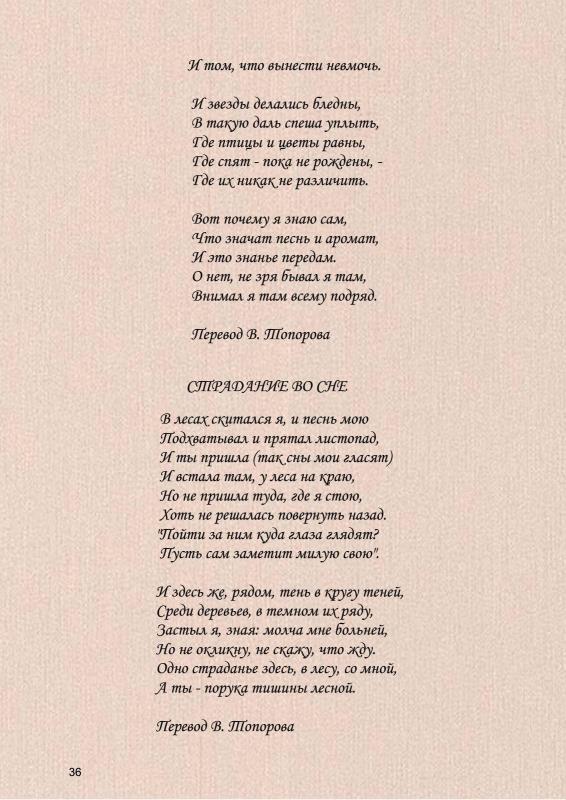 И том, что вынести невмочь.

И звезды делались бледны,
В такую даль спеша уплыть,
Где птицы и цветы равны,
Где спят - пока не рождены, -
Где их никак не различить.

Вот почему я знаю сам,
Что значат песнь и аромат,
И это знанье передам.
О нет, не зря бывал я там,
Внимал я там всему подряд.

Перевод В. Топорова

СТРАДАНИЕ ВО СНЕ

В лесах скитался я, и песнь мою
Подхватывал и прятал листопад,
И ты пришла (так сны мои гласят)
И встала там, у леса на краю,
Но не пришла туда, где я стою,
Хоть не решалась повернуть назад.
"Пойти за ним куда глаза глядят?
Пусть сам заметит милую свою".

И здесь же, рядом, тень в кругу теней,
Среди деревьев, в темном их ряду,
Застыл я, зная: молча мне больней,
Но не окликну, не скажу, что жду.
Одно страданье здесь, в лесу, со мной,
А ты - порука тишины лесной.

Перевод В. Топорова

36